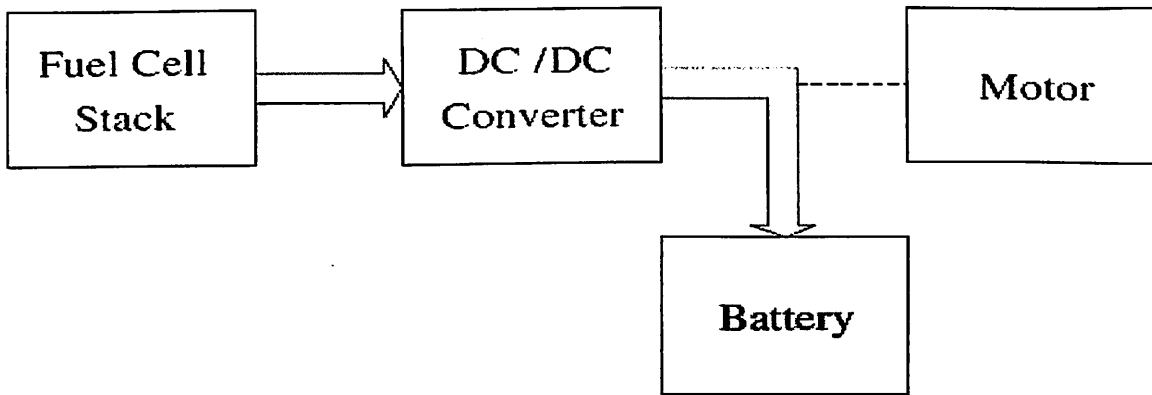 Fuel Cell
Stack
DC /DC
Converter
Motor
Battery